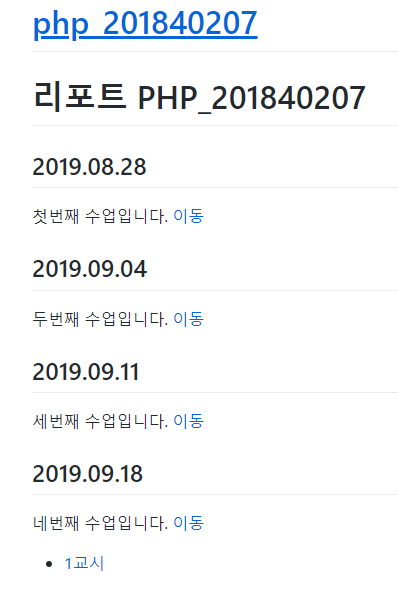 php_201840207
리포트 PHP_201840207
2019.08.28
첫번째 수업입니다. 이동
2019.09.04
두번째 수업입니다. 이동
2019.09.11
세번째 수업입니다. 이동
2019.09.18
네번째 수업입니다. 이동
1교시